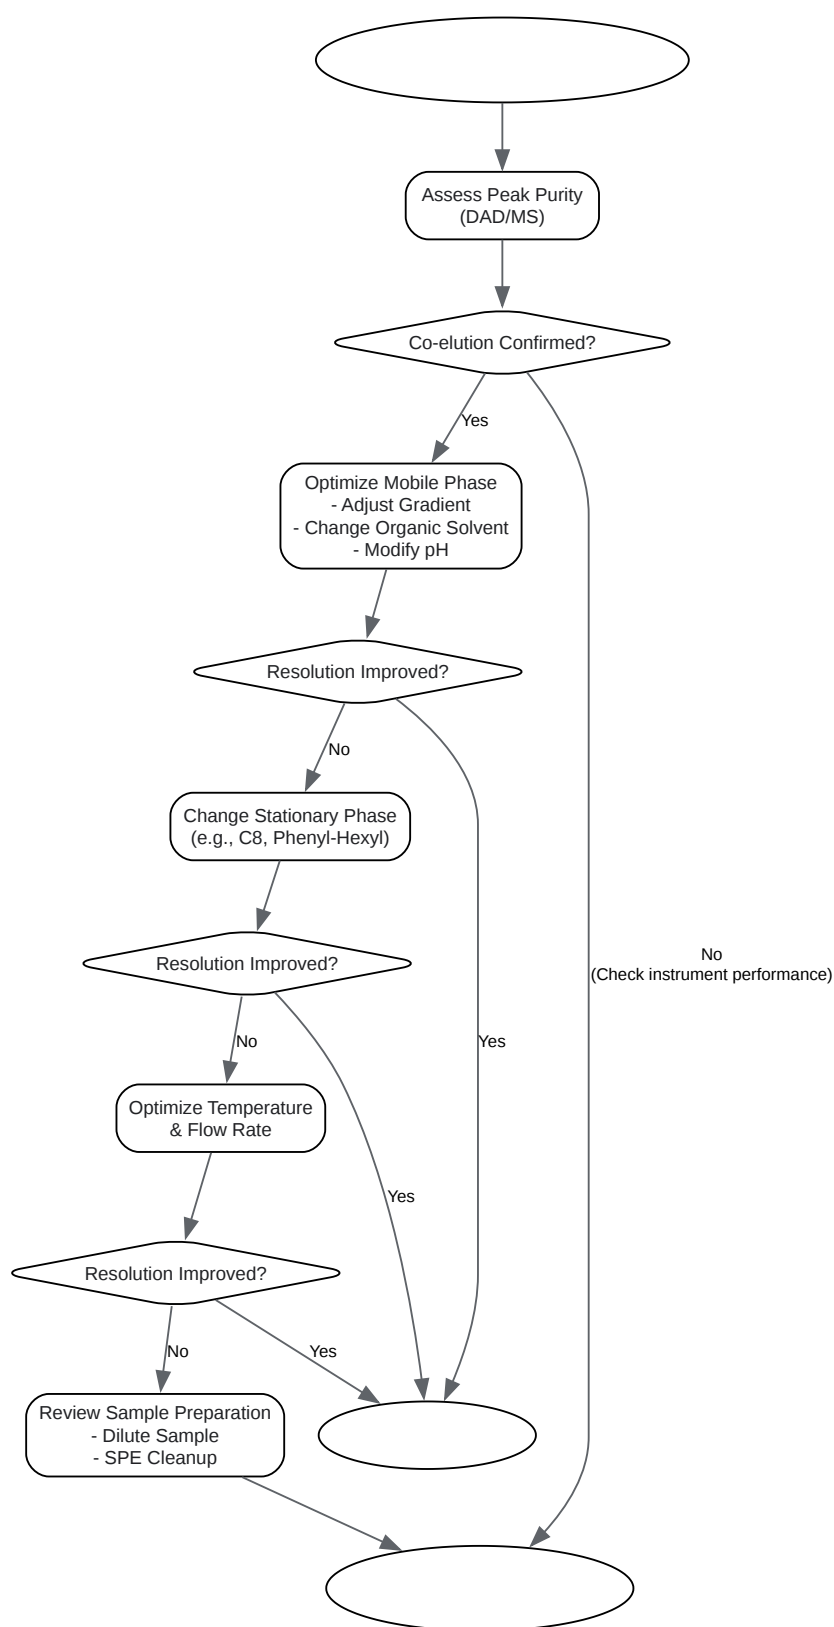 Assess Peak Purity
(DAD/MS)
Co-elution Confirmed?
Yes
Optimize Mobile Phase
- Adjust Gradient
- Change Organic Solvent
- Modify pH
Resolution Improved?
No
Change Stationary Phase
(e.g., C8, Phenyl-Hexyl)
Resolution Improved?
No
(Check instrument performance)
No
Yes
Optimize Temperature
& Flow Rate
Yes
Resolution Improved?
No
Yes
Review Sample Preparation
- Dilute Sample
- SPE Cleanup